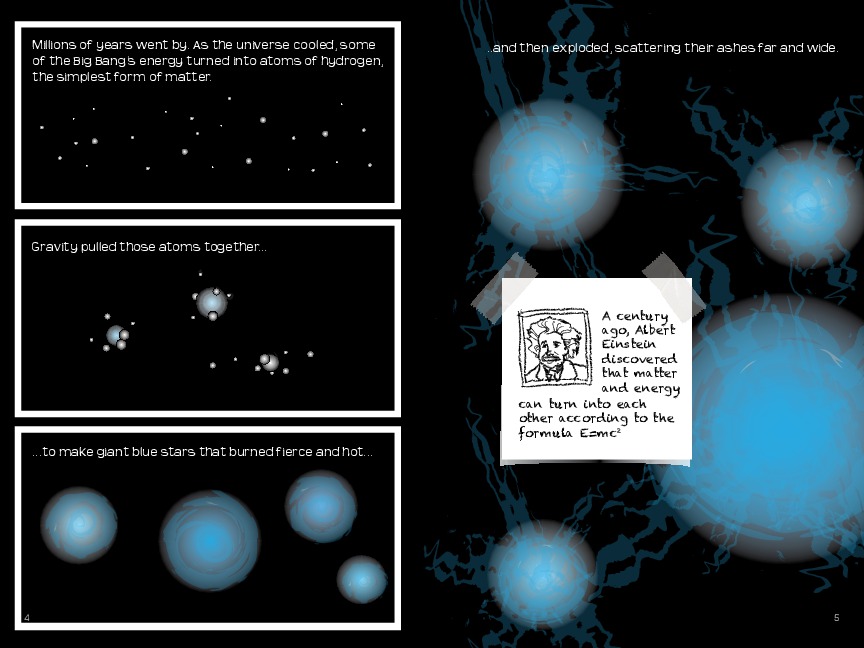 Millions of years went by. As the universe cooled, some
of the Big Bang's energy turned into atoms of hydrogen,
the simplest form of matter.
Gravity pulled those atoms together...
...to make giant blue stars that burned fierce and hot...
4
...and then exploded, scattering their ashes far and wide.
A century
ago, Albert
Einstein
discovered
that matter
and energy
can turn into each
other according to the
formula E=mc²
5